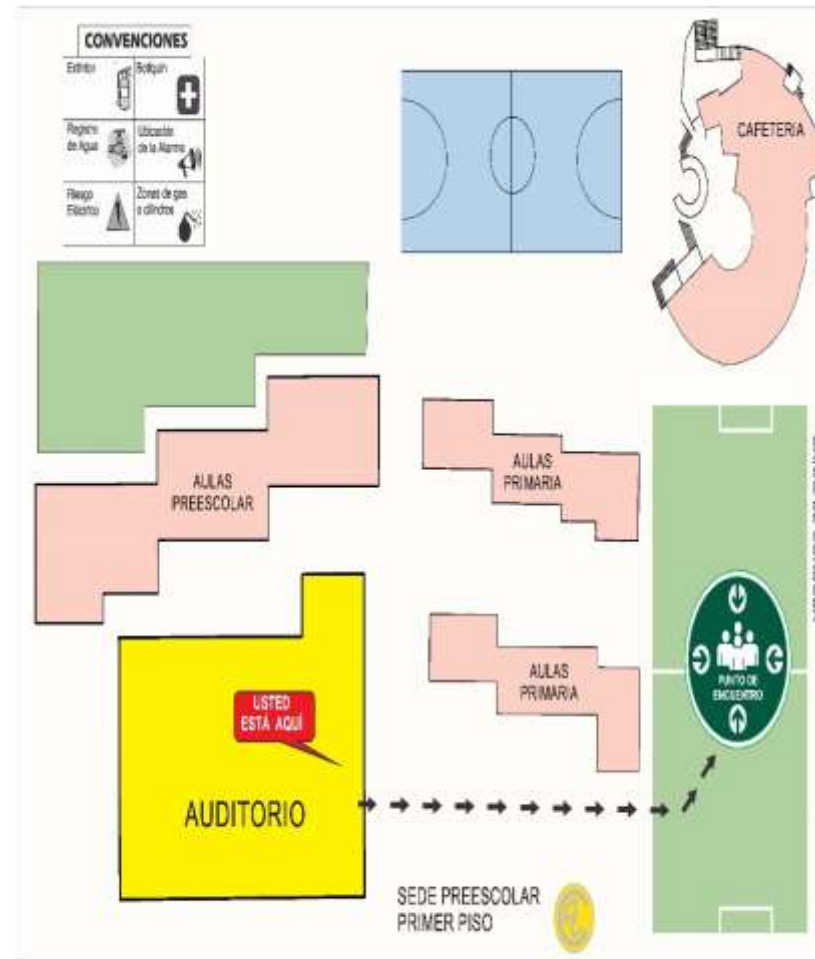 CONVENCIONES
Extintor
Botiquín
Registro
de Agua
Ubicación
de la Alarma
Riesgo
Eléctrico
Zonas de gas
o cilindros
CAFETERIA
AULAS
PREESCOLAR
AULAS
PRIMARIA
AULAS
PRIMARIA
PUNTO DE
ENCUENTRO
USTED
ESTÁ AQUÍ
AUDITORIO
SEDE PREESCOLAR
PRIMER PISO